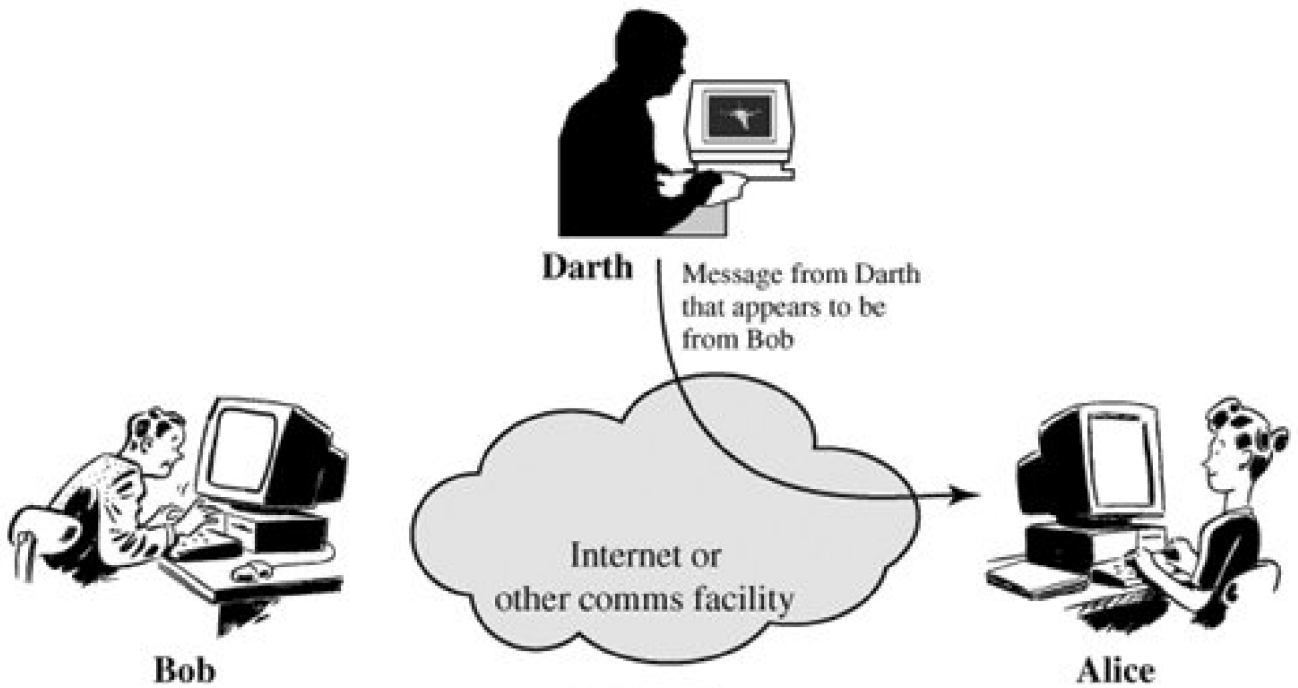 Darth
Message from Darth
that appears to be
from Bob
Internet or
other comms facility
Bob
Alice